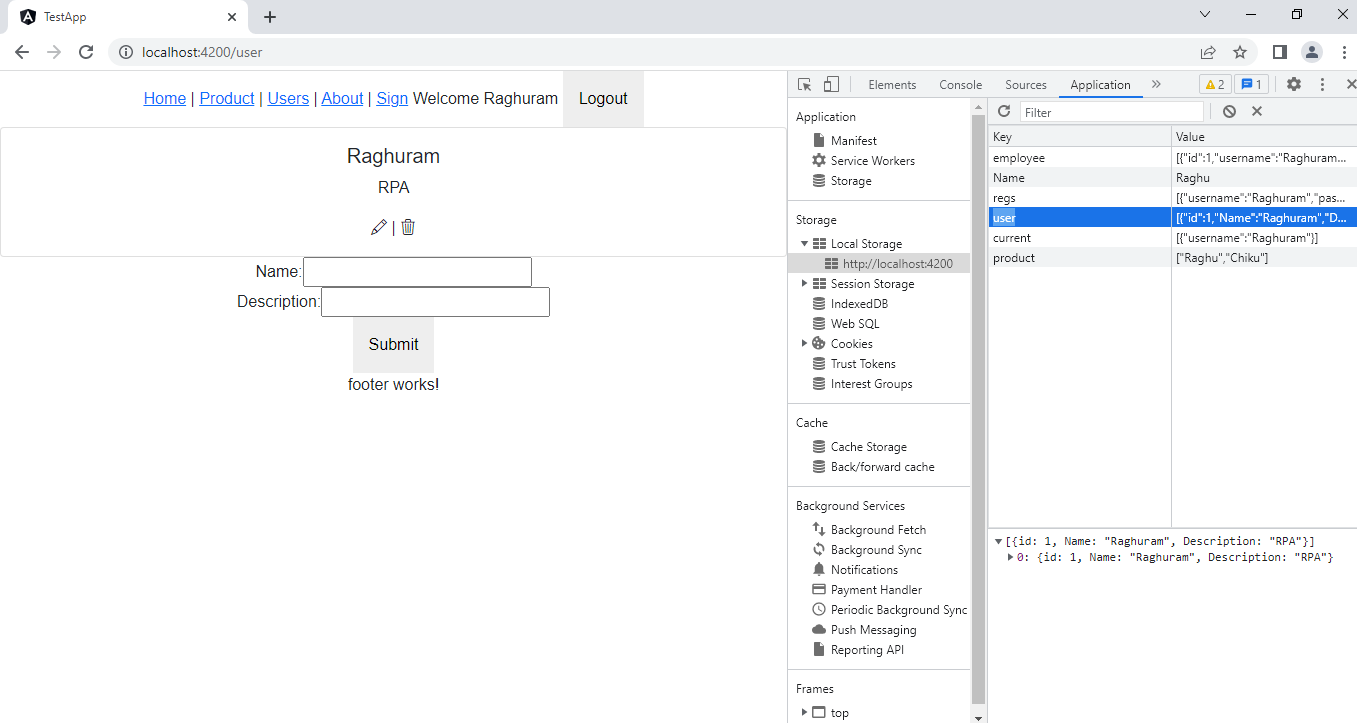 TestApp
localhost:4200/user
Home | Product | Users | About | Sign Welcome Raghuram Logout
Raghuram
RPA
|
Name:
Description:
Submit
footer works!
Elements Console Sources Application » 2 1
Application
Manifest
Service Workers
Storage
Storage
Local Storage
http://localhost:4200
Session Storage
IndexedDB
Web SQL
Cookies
Trust Tokens
Interest Groups
Cache
Cache Storage
Back/forward cache
Background Services
Background Fetch
Background Sync
Notifications
Payment Handler
Periodic Background Sync
Push Messaging
Reporting API
Frames
top
Filter
Key Value
employee [{"id":1,"username":"Raghuram...
Name Raghu
regs [{"username":"Raghuram","pas...
user [{"id":1,"Name":"Raghuram","D...
current [{"username":"Raghuram"}]
product ["Raghu","Chiku"]
[{id: 1, Name: "Raghuram", Description: "RPA"}]
0: {id: 1, Name: "Raghuram", Description: "RPA"}